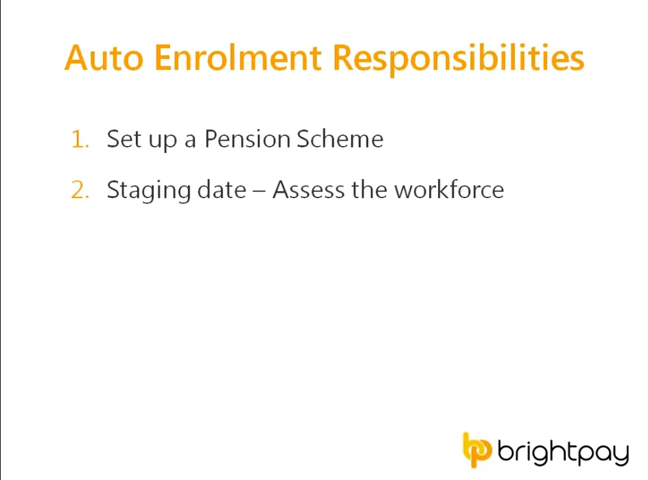 Auto Enrolment Responsibilities
1. Set up a Pension Scheme
2. Staging date – Assess the workforce
brightpay